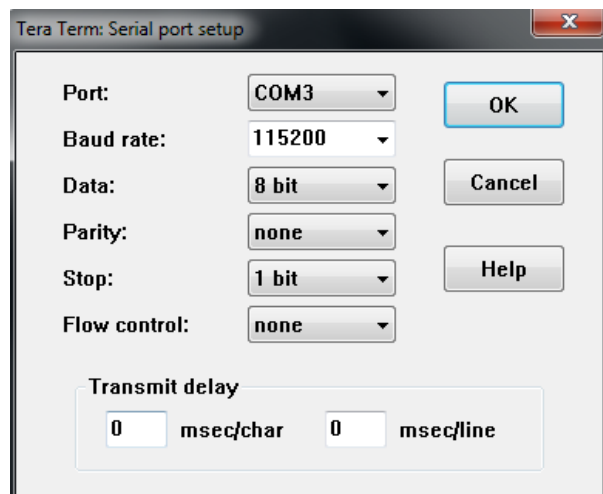 Tera Term: Serial port setup
Port: COM3 OK
Baud rate: 115200
Data: 8 bit Cancel
Parity: none
Stop: 1 bit Help
Flow control: none
Transmit delay
0 msec/char 0 msec/line